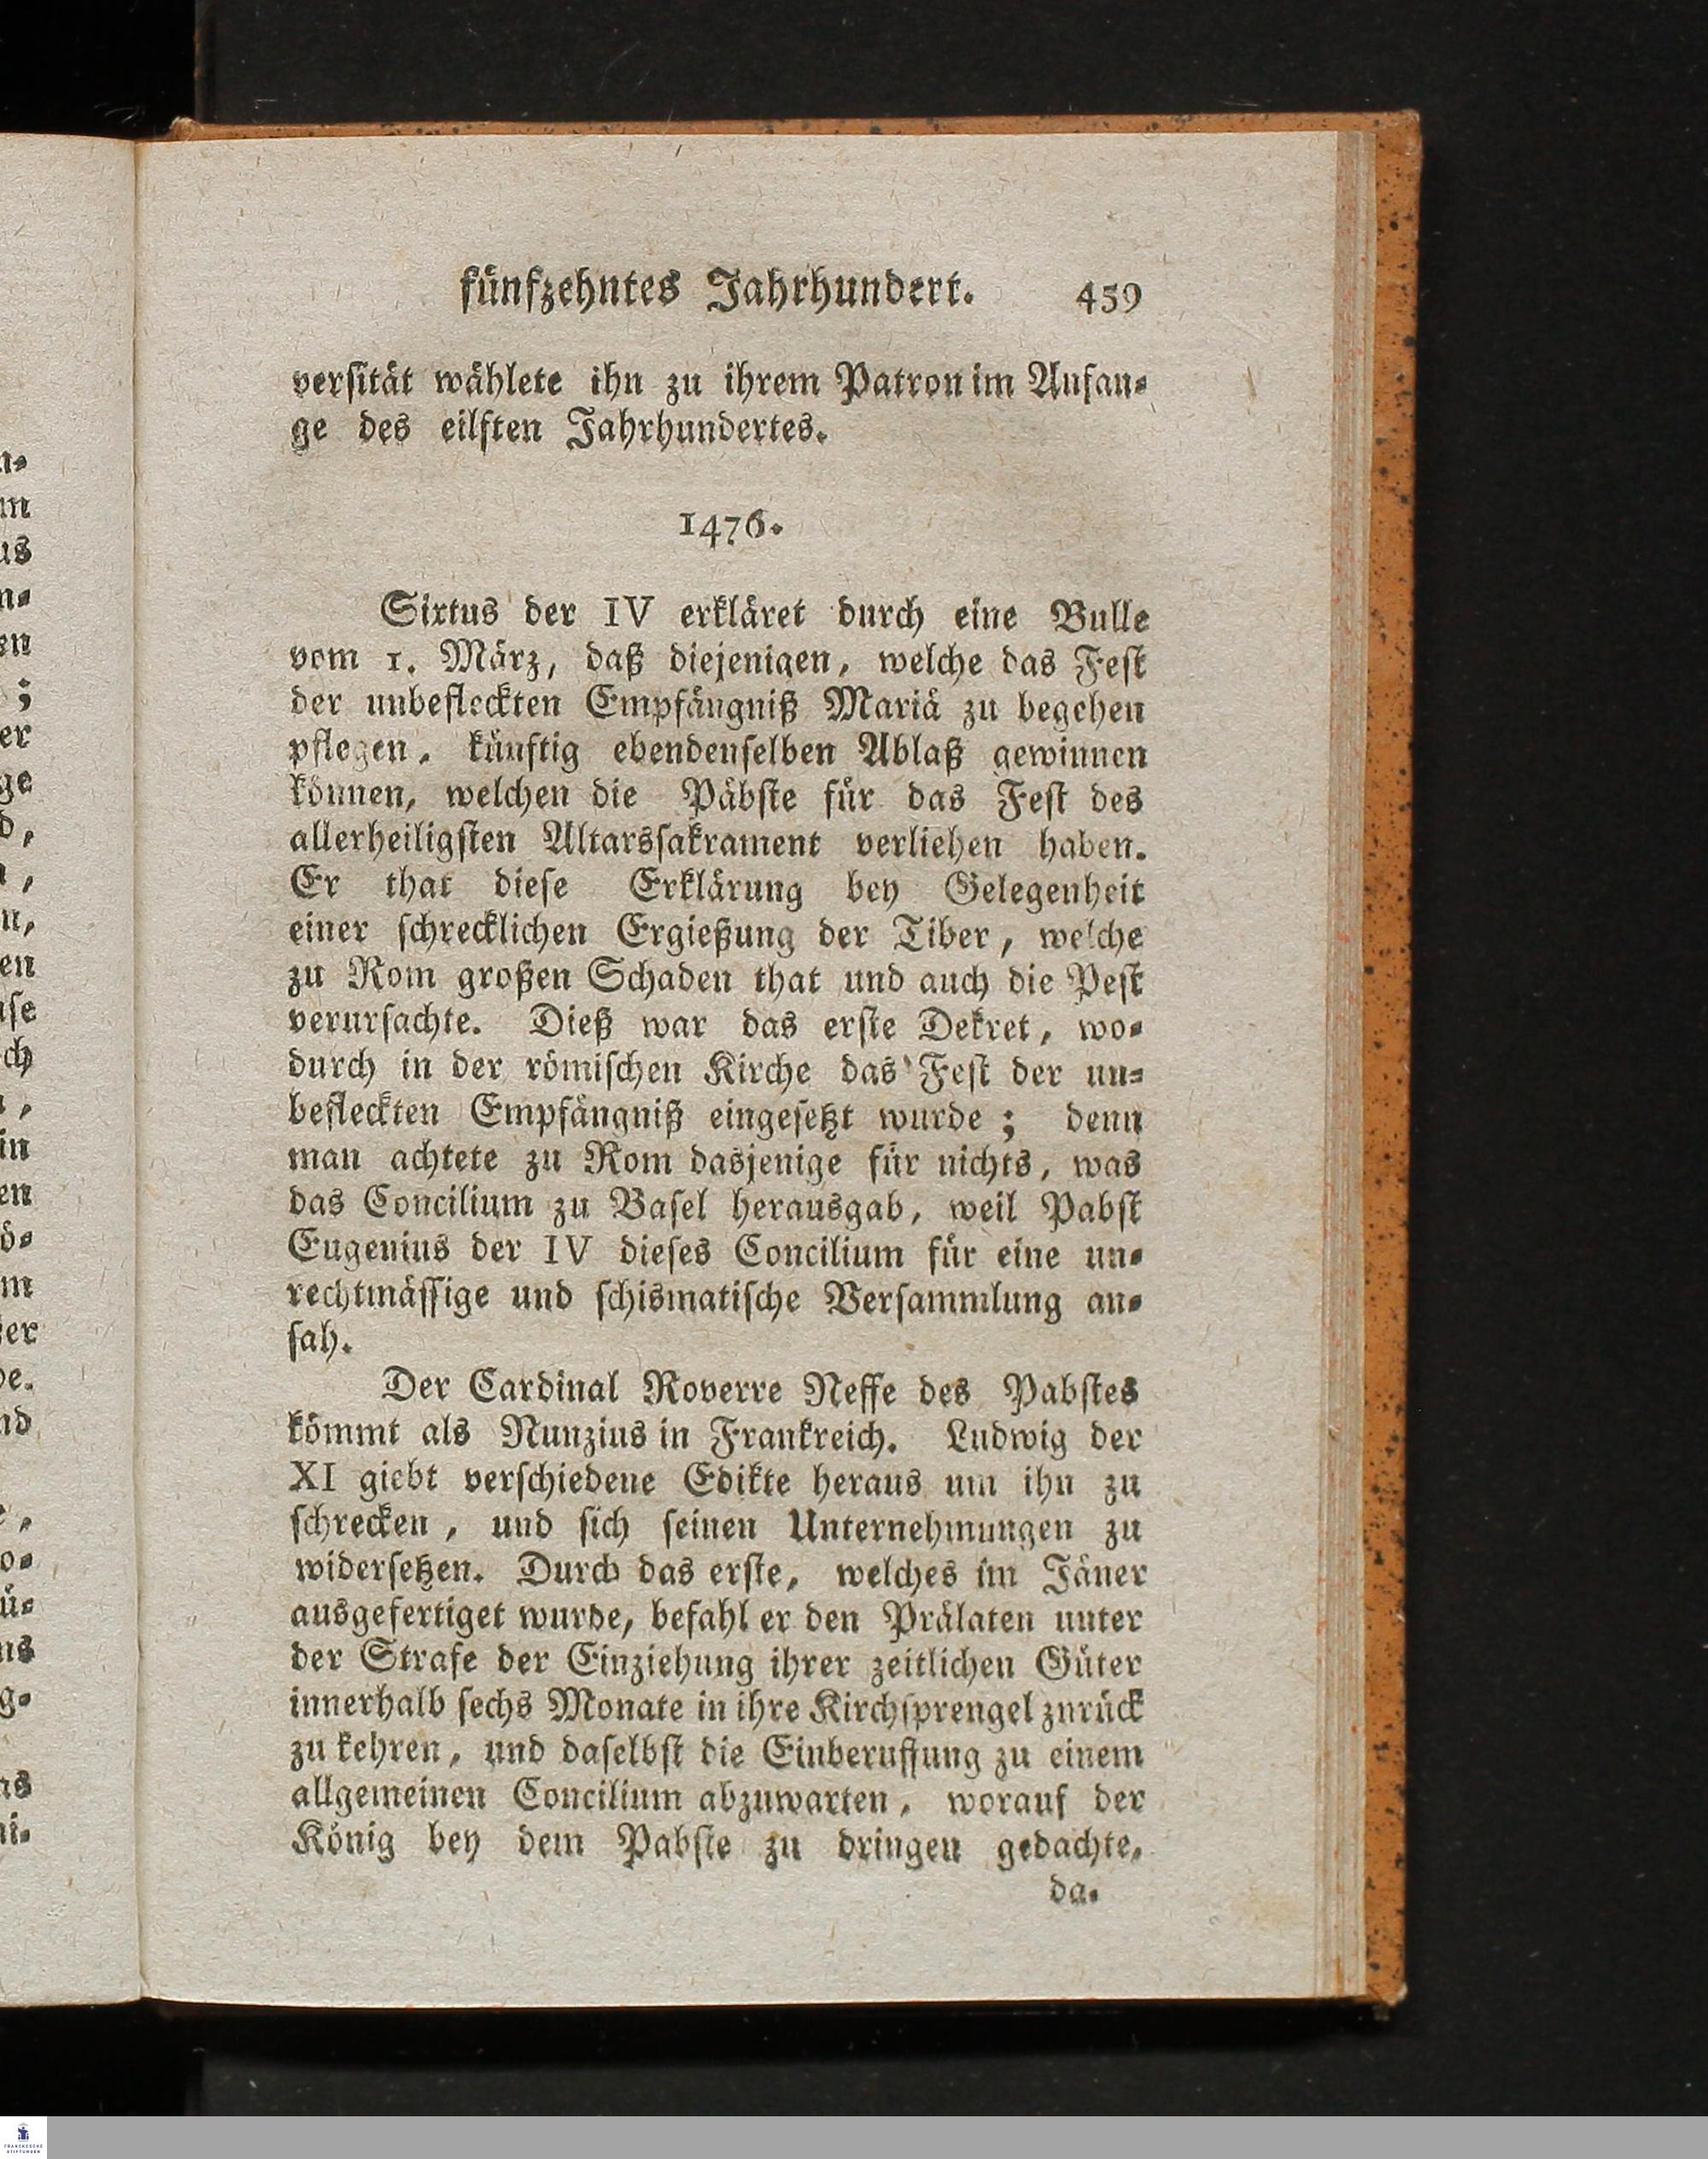 fünfzehntes Jahrhundert. 459
versität wählete ihn zu ihrem Patron im Anfan-
ge des eilften Jahrhundertes.
1476.
Sixtus der IV erkläret durch eine Bulle
vom 1. März, daß diejenigen, welche das Fest
der unbefleckten Empfängniß Mariä zu begehen
pflegen, künftig ebendenselben Ablaß gewinnen
können, welchen die Päbste für das Fest des
allerheiligsten Altarssakrament verliehen haben.
Er that diese Erklärung bey Gelegenheit
einer schrecklichen Ergießung der Tiber, welche
zu Rom großen Schaden that und auch die Pest
verursachte. Dieß war das erste Dekret, wo-
durch in der römischen Kirche das Fest der un-
befleckten Empfängniß eingesetzt wurde; denn
man achtete zu Rom dasjenige für nichts, was
das Concilium zu Basel herausgab, weil Pabst
Eugenius der IV dieses Concilium für eine un-
rechtmässige und schismatische Versammlung an-
sah.
Der Cardinal Roverre Neffe des Pabstes
kömmt als Nunzius in Frankreich. Ludwig der
XI giebt verschiedene Edikte heraus um ihn zu
schrecken, und sich seinen Unternehmungen zu
widersetzen. Durch das erste, welches im Jäner
ausgefertiget wurde, befahl er den Prälaten unter
der Strafe der Einziehung ihrer zeitlichen Güter
innerhalb sechs Monate in ihre Kirchsprengel zurück
zu kehren, und daselbst die Einberuffung zu einem
allgemeinen Concilium abzuwarten, worauf der
König bey dem Pabste zu dringen gedachte,
da-
FRANCKESCHE
STIFTUNGEN